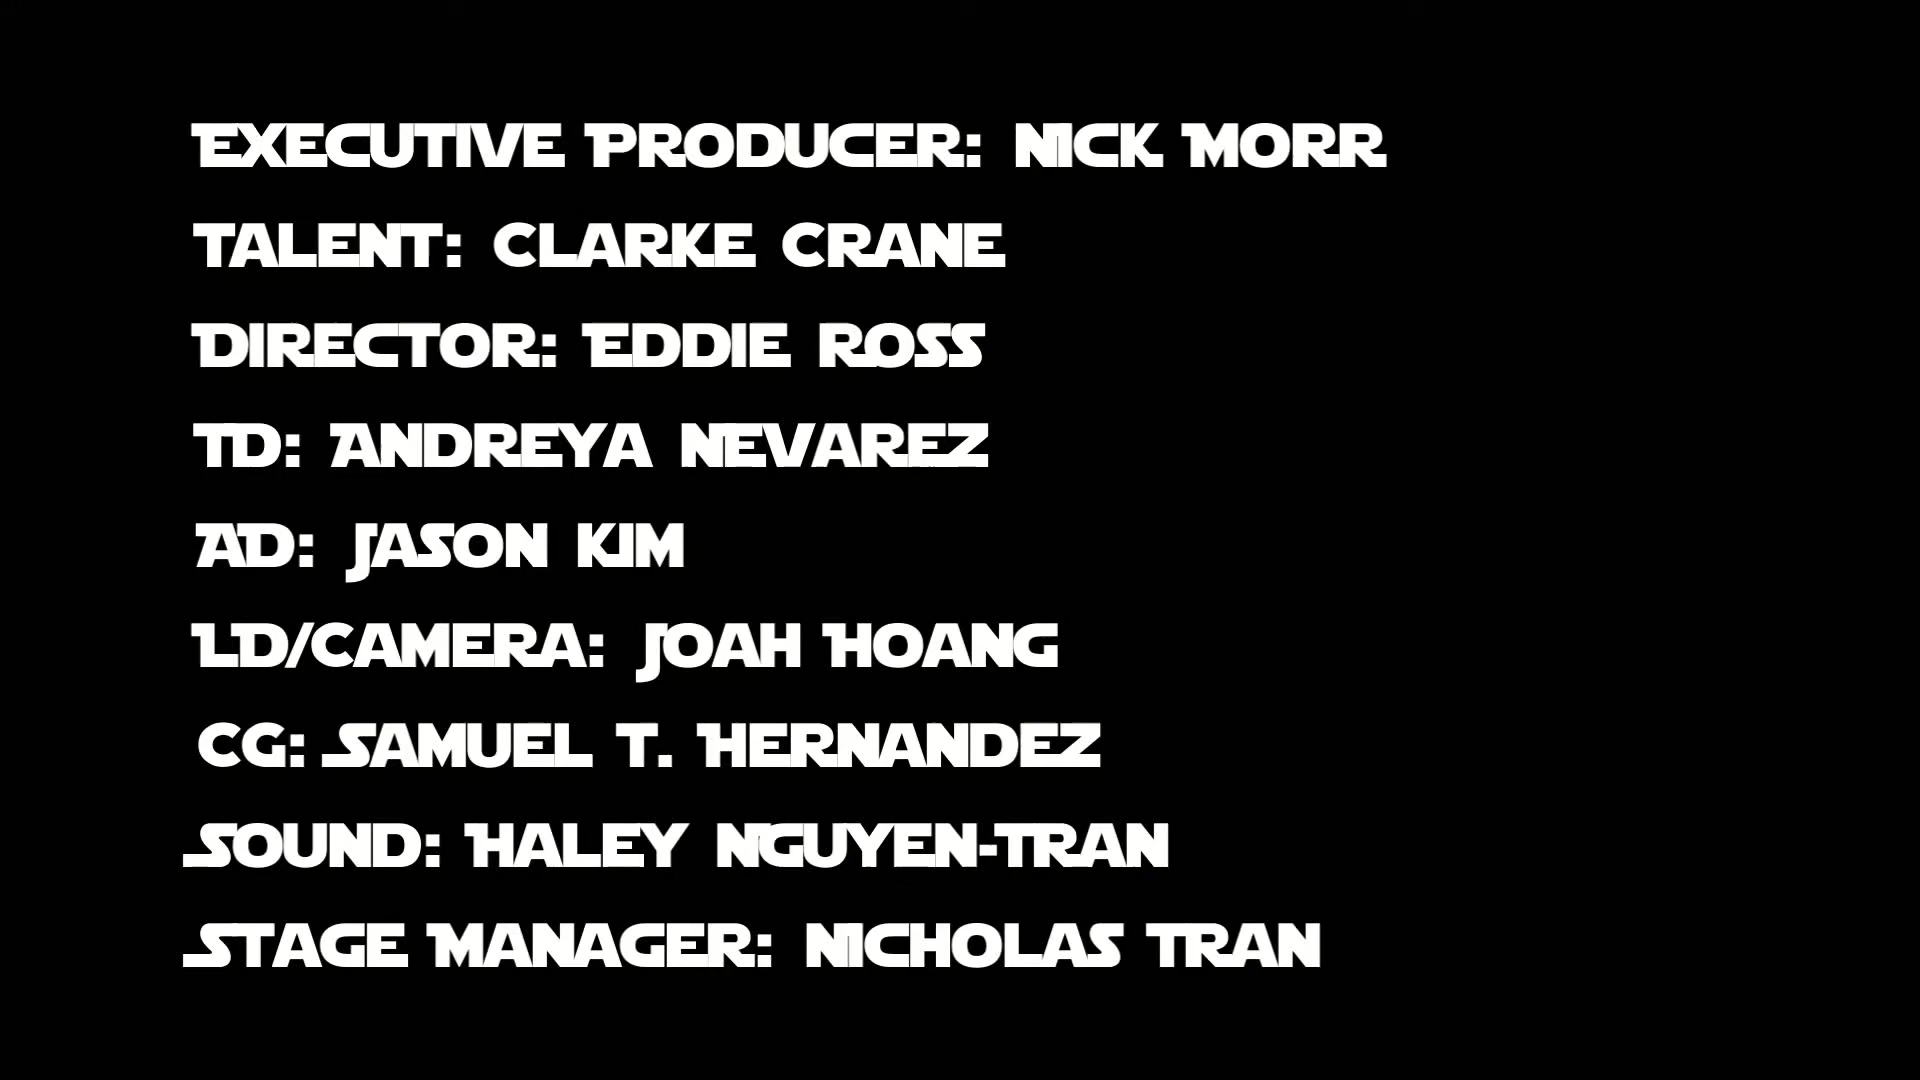 Executive Producer: Nick Morr
Talent: Clarke Crane
Director: Eddie Ross
TD: Andreya Nevarez
AD: Jason Kim
LD/Camera: Joah Hoang
CG: Samuel T. Hernandez
Sound: Haley Nguyen-Tran
Stage Manager: Nicholas Tran